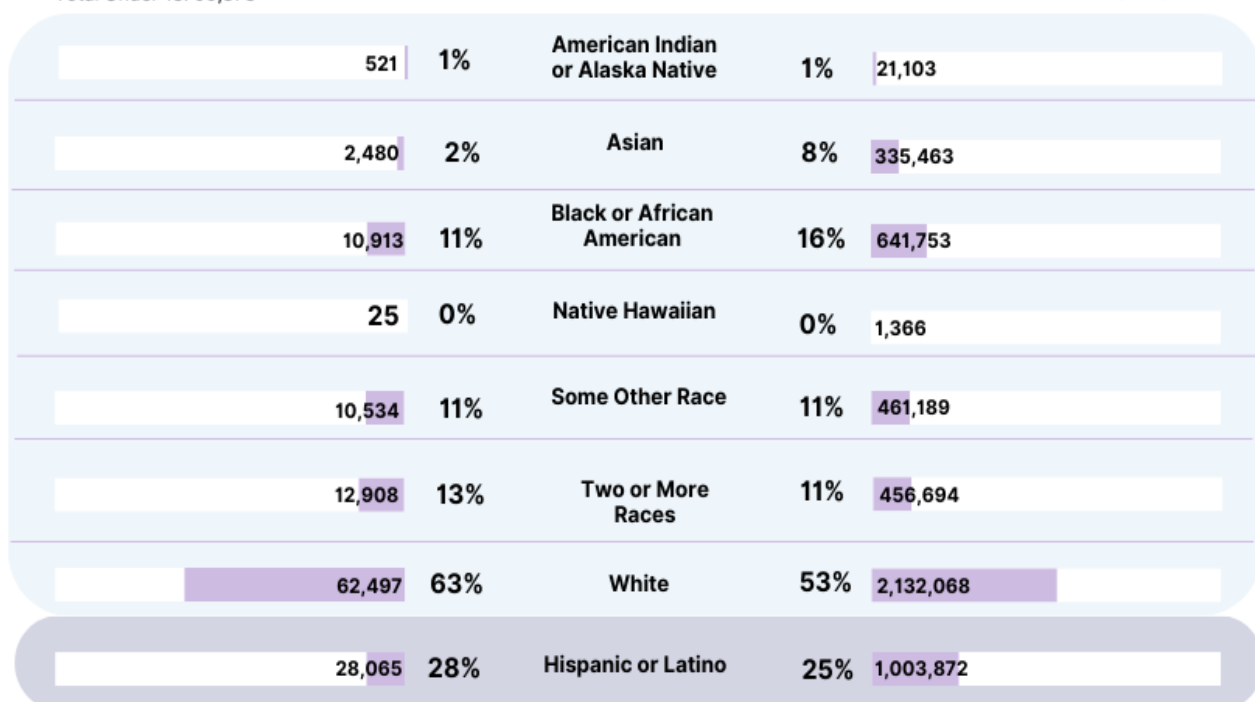 521 1% American Indian or Alaska Native 1% 21,103
2,480 2% Asian 8% 335,463
10,913 11% Black or African American 16% 641,753
25 0% Native Hawaiian 0% 1,366
10,534 11% Some Other Race 11% 461,189
12,908 13% Two or More Races 11% 456,694
62,497 63% White 53% 2,132,068
28,065 28% Hispanic or Latino 25% 1,003,872